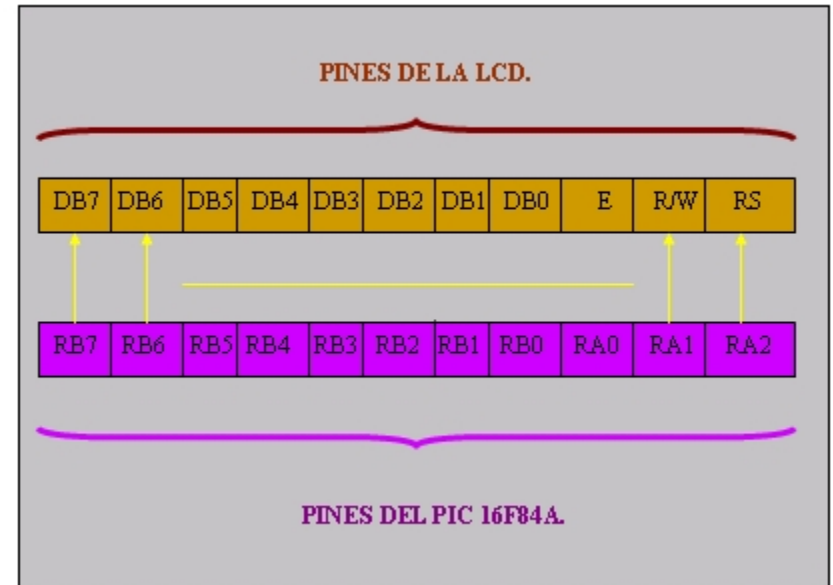 PINES DE LA LCD.
DB7 DB6 DB5 DB4 DB3 DB2 DB1 DB0 E R/W RS
RB7 RB6 RB5 RB4 RB3 RB2 RB1 RB0 RA0 RA1 RA2
PINES DEL PIC 16F84A.